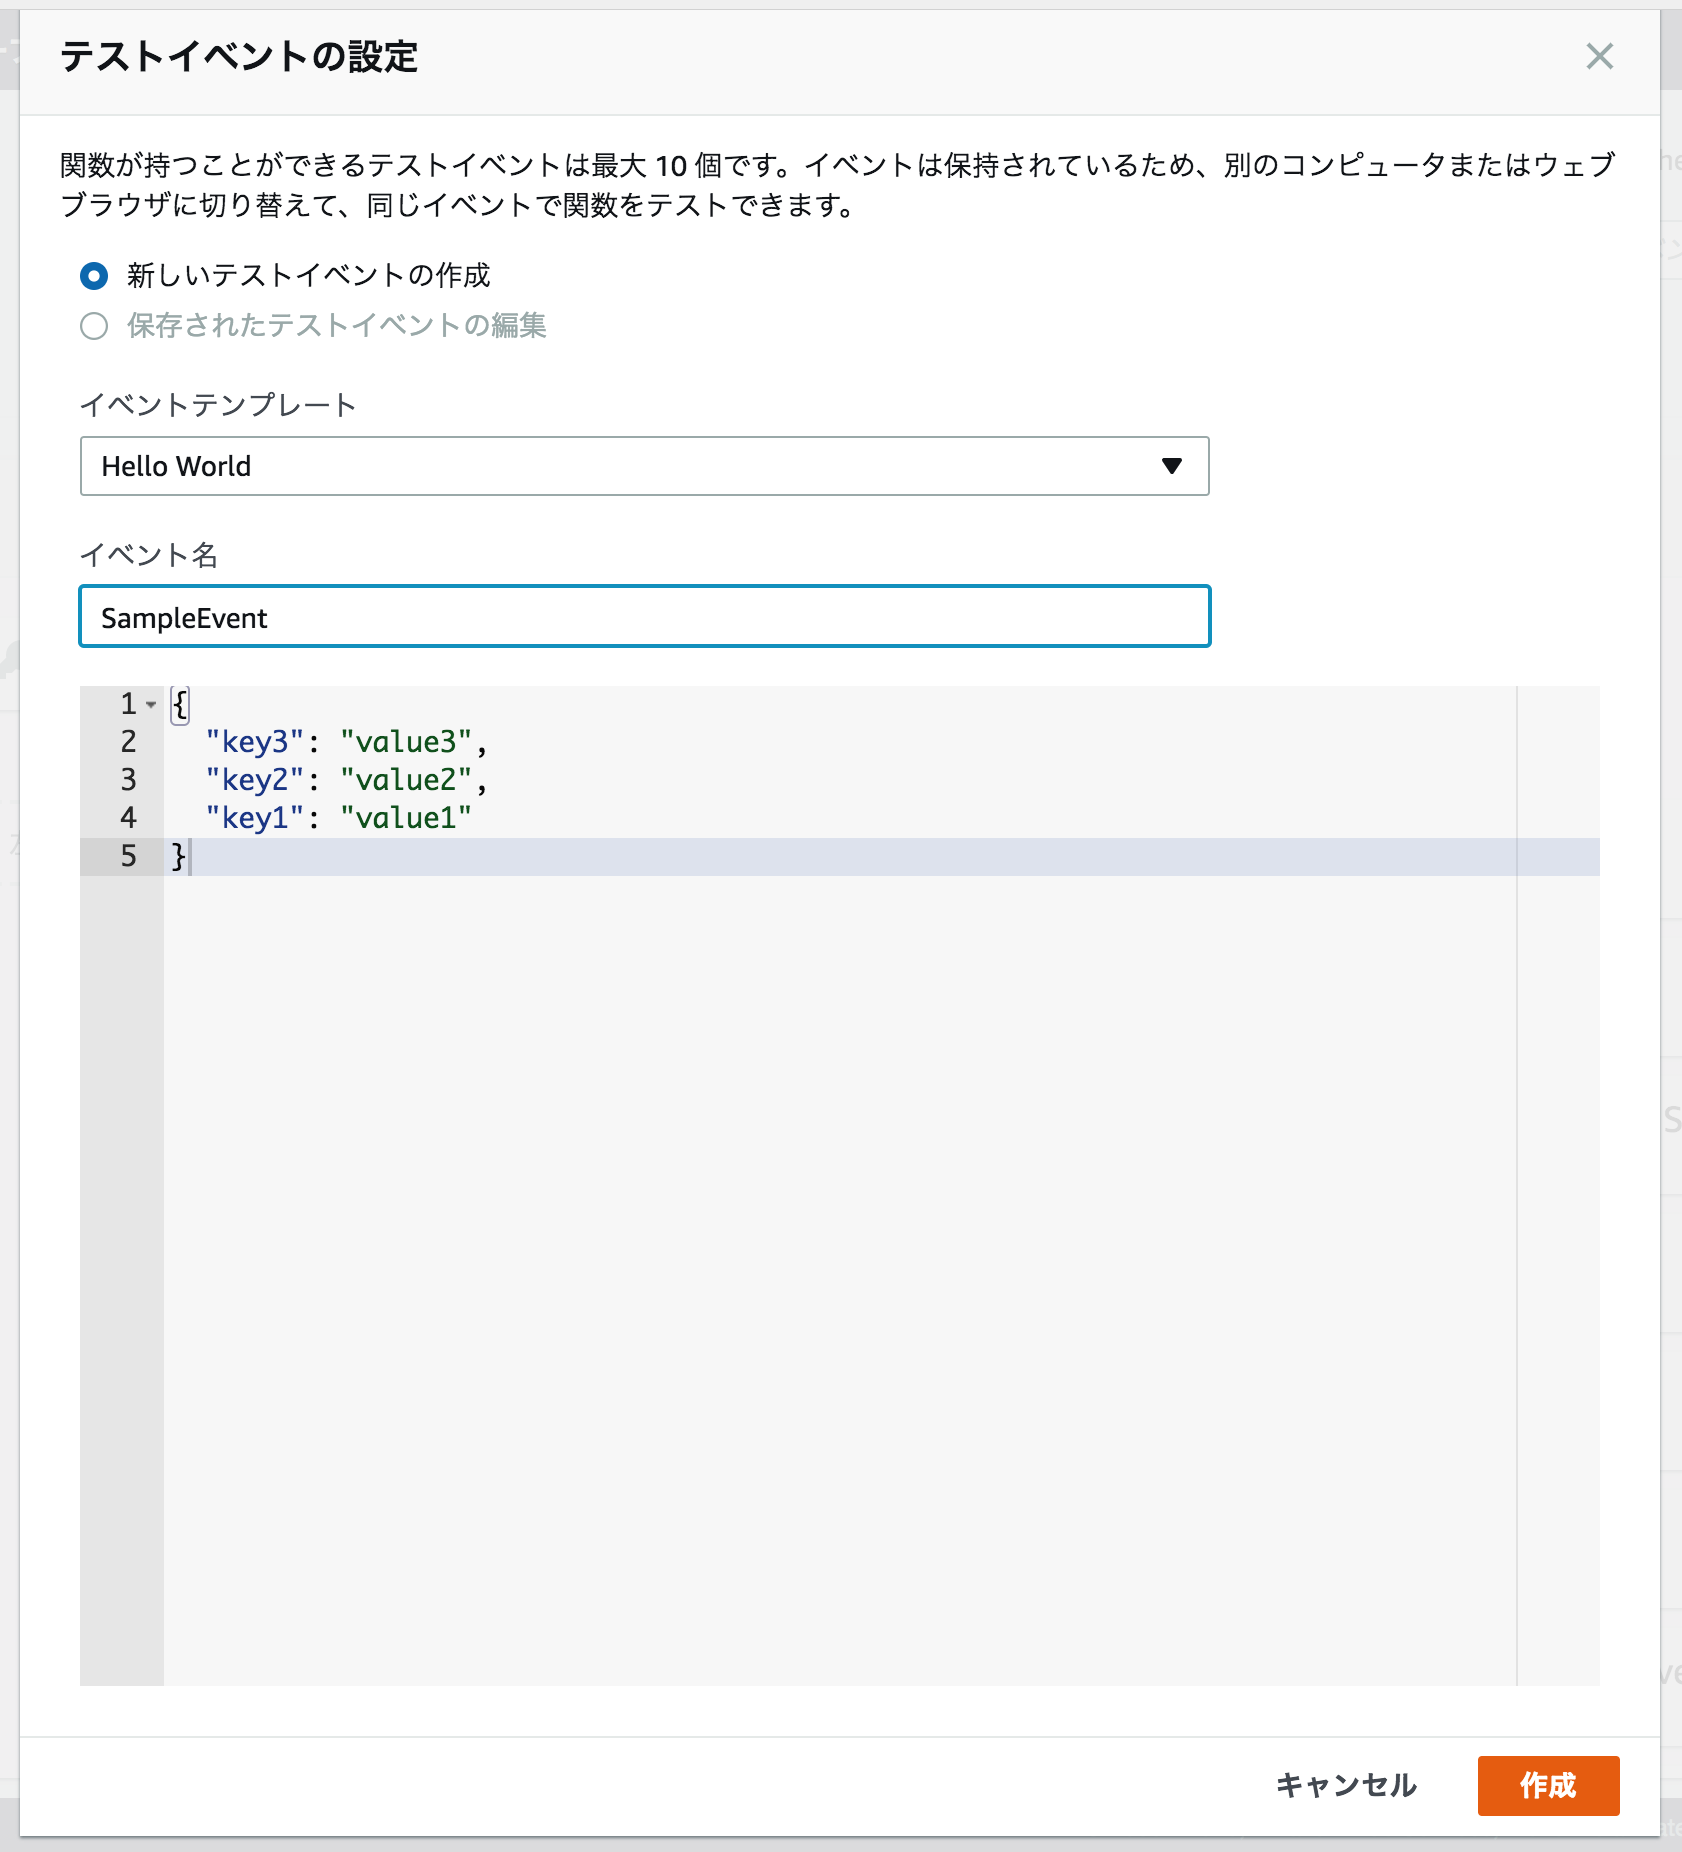 テストイベントの設定
関数が持つことができるテストイベントは最大 10 個です。イベントは保持されているため、別のコンピュータまたはウェブ
ブラウザに切り替えて、同じイベントで関数をテストできます。
新しいテストイベントの作成
保存されたテストイベントの編集
イベントテンプレート
Hello World
イベント名
SampleEvent
1 {
2 "key3": "value3",
3 "key2": "value2",
4 "key1": "value1"
5 }
キャンセル 作成